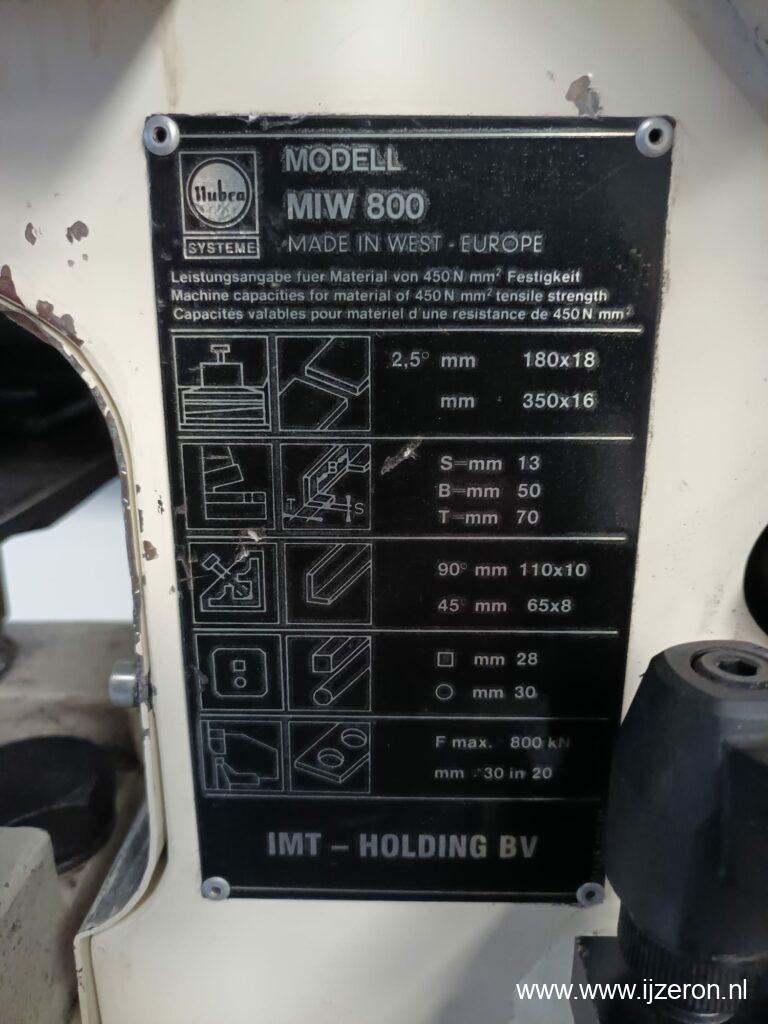 Nubea
SYSTEME
MODELL
MIW 800
MADE IN WEST - EUROPE
Leistungsangabe fuer Material von 450 N mm² Festigkeit
Machine capacities for material of 450 N mm² tensile strength
Capacités valables pour matériel d'une resistance de 450 N mm²
2,5° mm 180x18
mm 350x16
B
T S
S=mm 13
B=mm 50
T=mm 70
90° mm 110x10
45° mm 65x8
mm 28
mm 30
F max. 800 kN
mm 30 in 20
IMT - HOLDING BV
www.www.ijzeron.nl